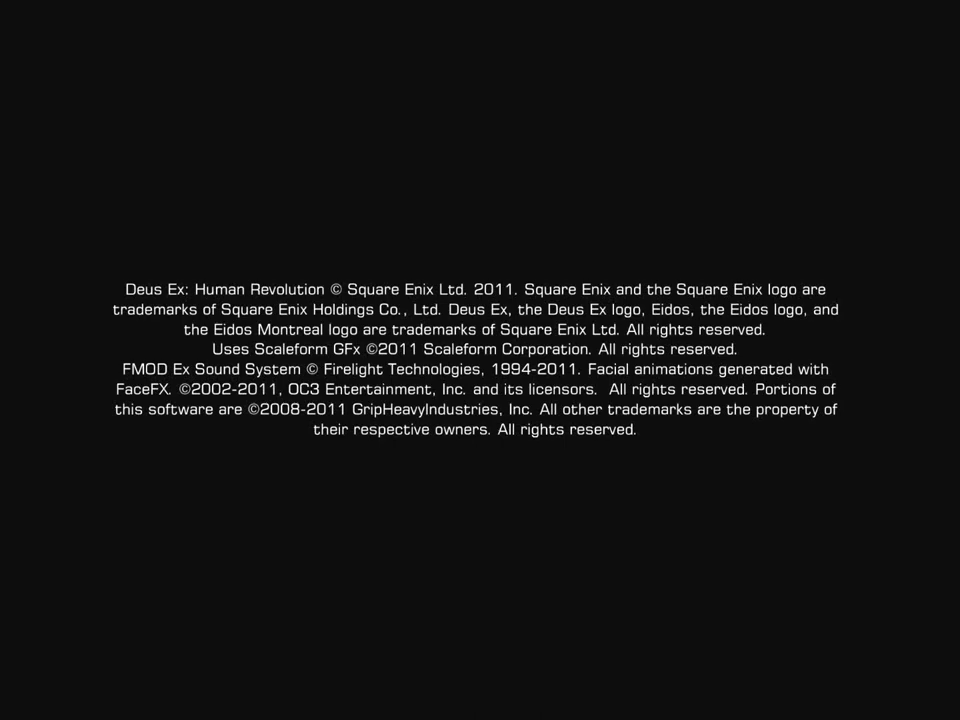 Deus Ex: Human Revolution © Square Enix Ltd. 2011. Square Enix and the Square Enix logo are
trademarks of Square Enix Holdings Co., Ltd. Deus Ex, the Deus Ex logo, Eidos, the Eidos logo, and
the Eidos Montreal logo are trademarks of Square Enix Ltd. All rights reserved.
Uses Scaleform GFx ©2011 Scaleform Corporation. All rights reserved.
FMOD Ex Sound System © Firelight Technologies, 1994-2011. Facial animations generated with
FaceFX. ©2002-2011, OC3 Entertainment, Inc. and its licensors.  All rights reserved. Portions of
this software are ©2008-2011 GripHeavyIndustries, Inc. All other trademarks are the property of
their respective owners. All rights reserved.